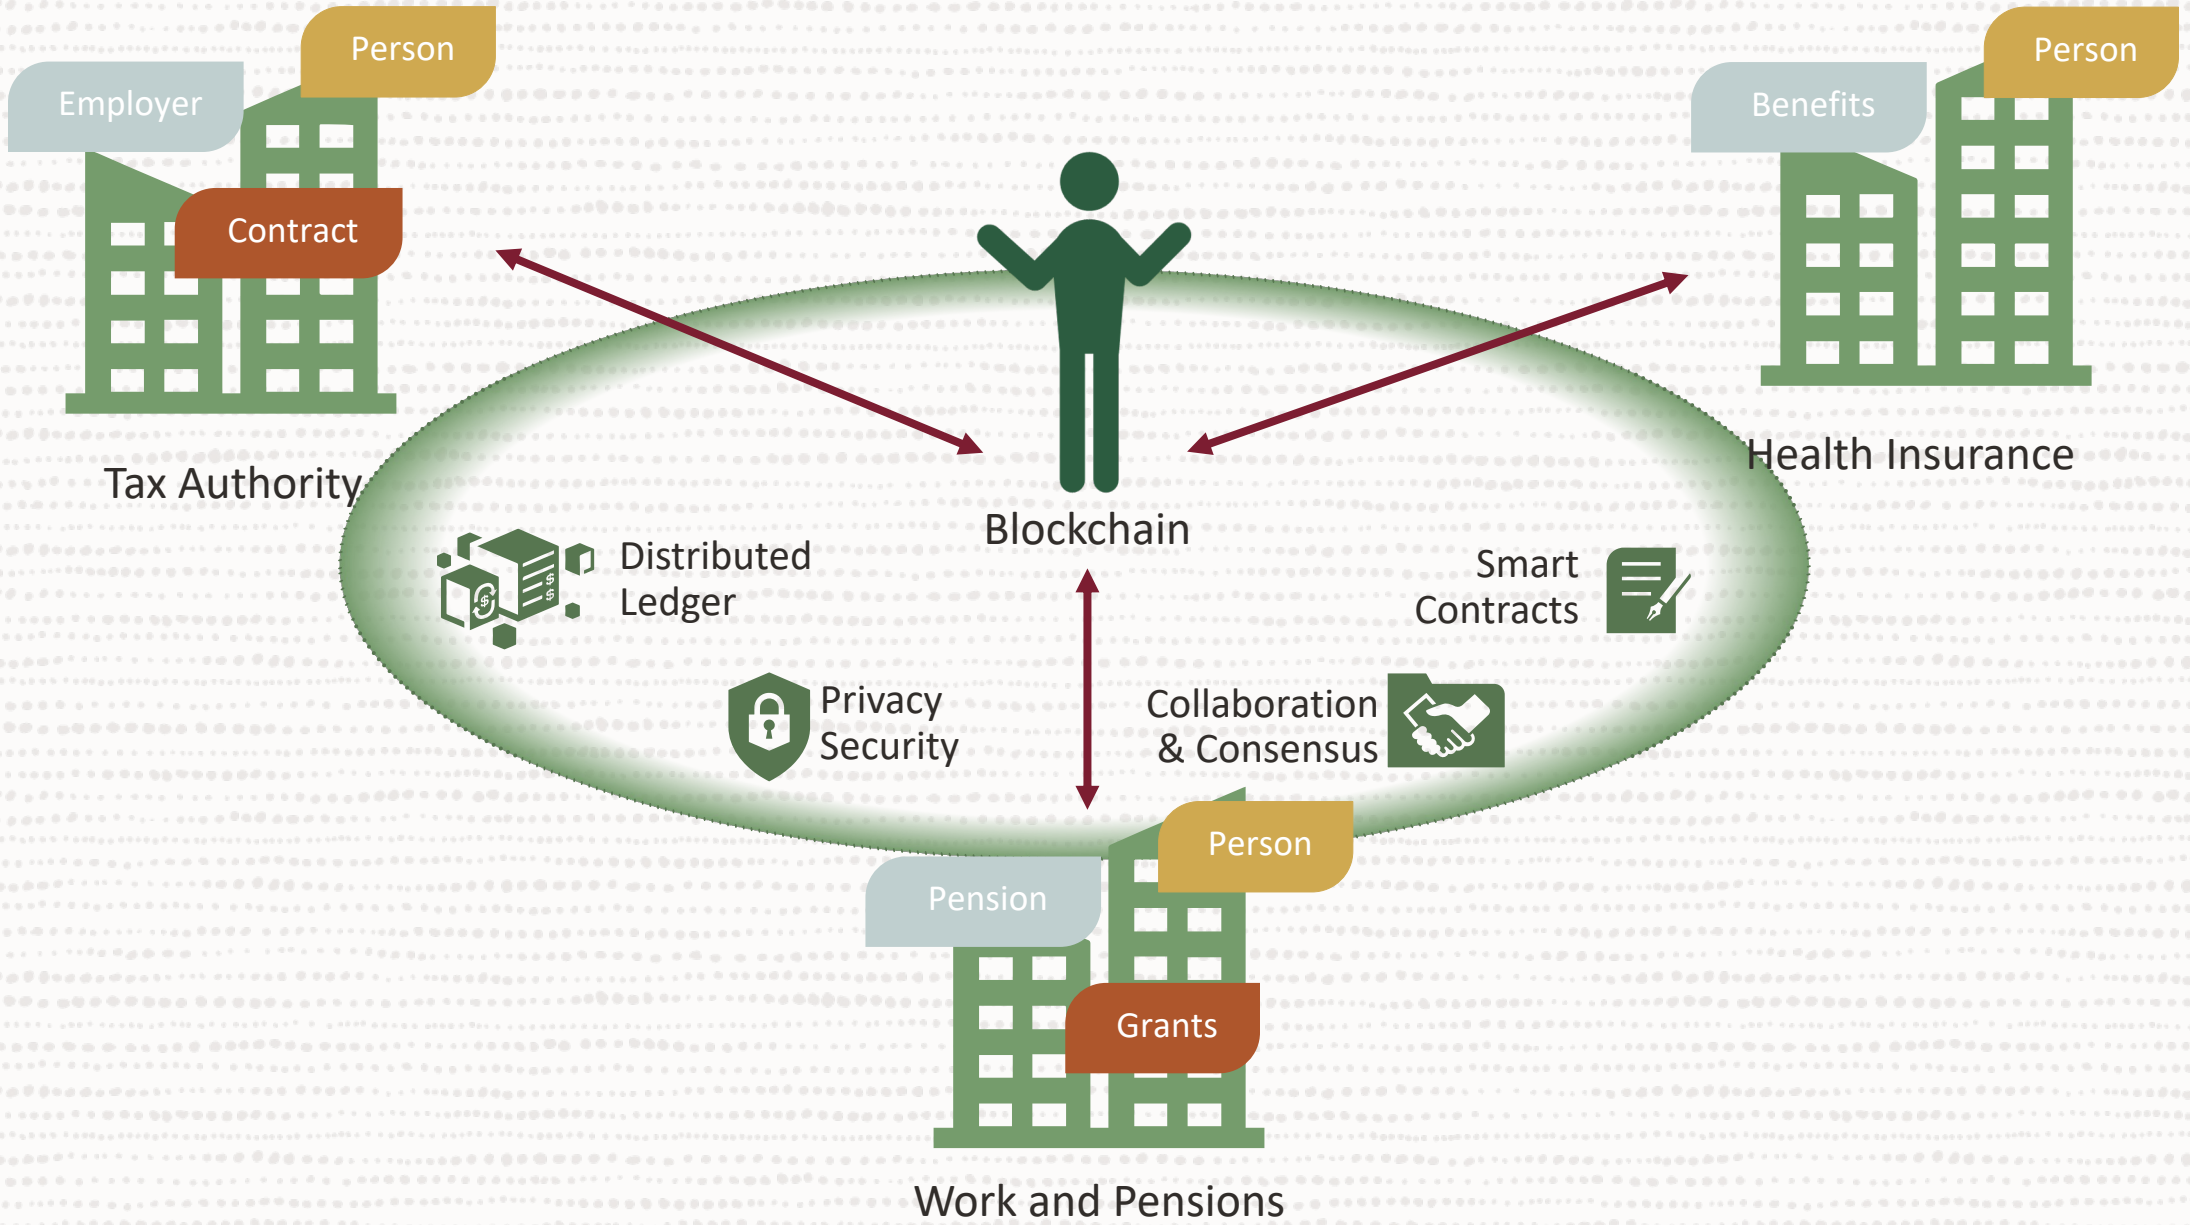 Person
Employer
Contract
Tax Authority
Person
Benefits
Health Insurance
Blockchain
Distributed
Ledger
Smart
Contracts
Privacy
Security
Collaboration
& Consensus
Person
Pension
Grants
Work and Pensions